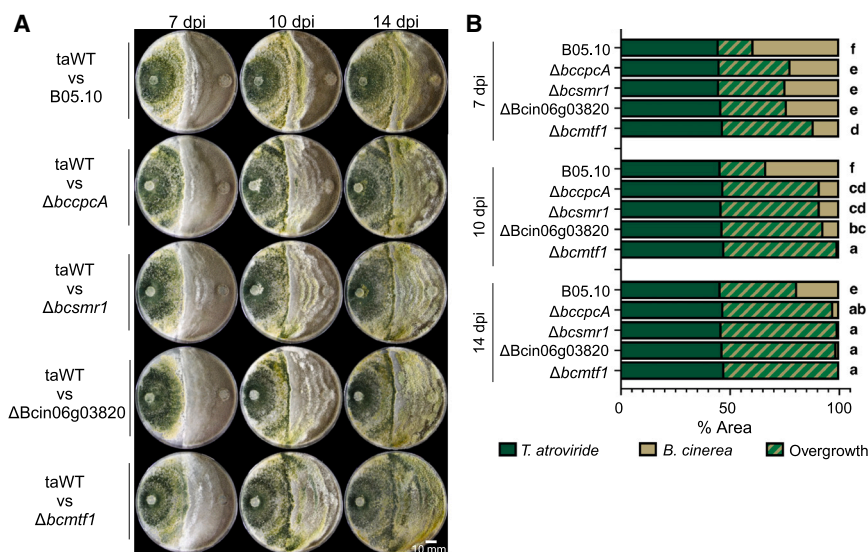 A
7 dpi 10 dpi 14 dpi
taWT
vs
B05.10
taWT
vs
ΔbccpcA
taWT
vs
Δbcsmr1
taWT
vs
ΔBcin06g03820
taWT
vs
Δbcmtf1
10 mm
B
7 dpi
B05.10 f
ΔbccpcA e
Δbcsmr1 e
ΔBcin06g03820 e
Δbcmtf1 d
10 dpi
B05.10 f
ΔbccpcA cd
Δbcsmr1 cd
ΔBcin06g03820 bc
Δbcmtf1 a
14 dpi
B05.10 e
ΔbccpcA ab
Δbcsmr1 a
ΔBcin06g03820 a
Δbcmtf1 a
0 50 100
% Area
T. atroviride B. cinerea Overgrowth